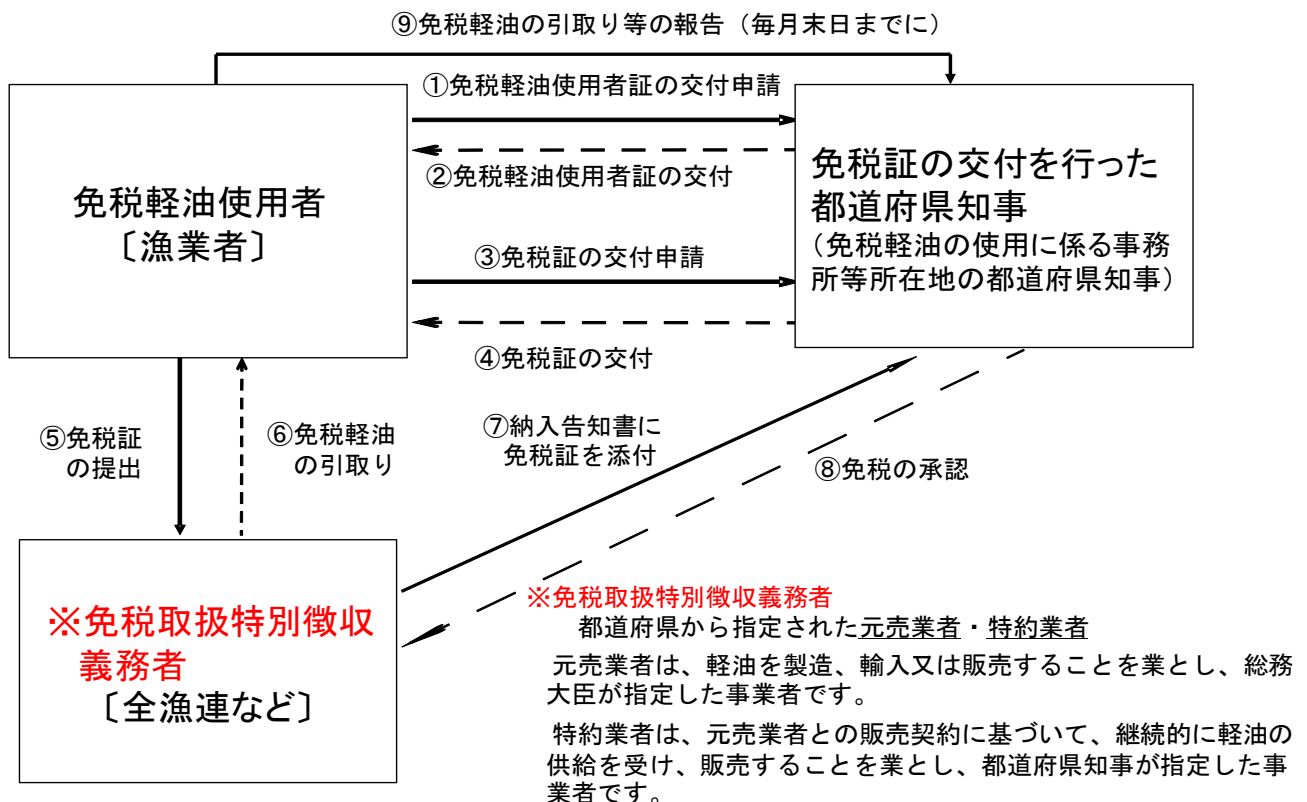 ⑨免税軽油の引取り等の報告（毎月末日までに）
①免税軽油使用者証の交付申請
②免税軽油使用者証の交付
免税軽油使用者
〔漁業者〕
免税証の交付を行った
都道府県知事
（免税軽油の使用に係る事務
所等所在地の都道府県知事）
③免税証の交付申請
④免税証の交付
⑤免税証
の提出
⑥免税軽油
の引取り
⑦納入告知書に
免税証を添付
⑧免税の承認
※免税取扱特別徴収
義務者
〔全漁連など〕
※免税取扱特別徴収義務者
都道府県から指定された元売業者・特約業者
元売業者は、軽油を製造、輸入又は販売することを業とし、総務
大臣が指定した事業者です。
特約業者は、元売業者との販売契約に基づいて、継続的に軽油の
供給を受け、販売することを業とし、都道府県知事が指定した事
業者です。